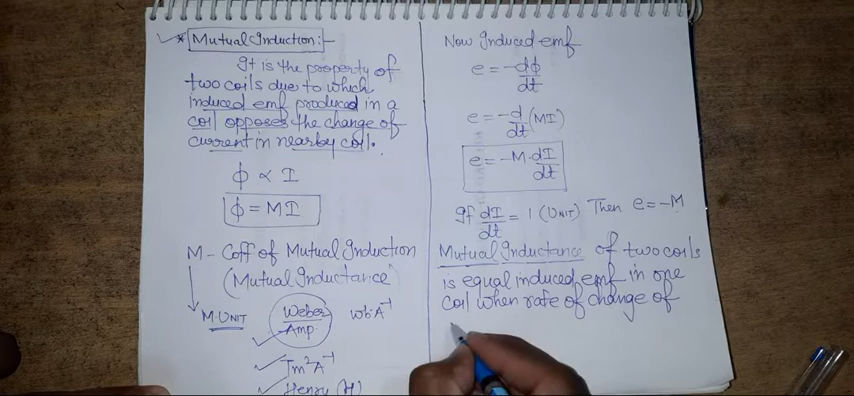 * Mutual Induction:-
It is the property of
two coils due to which
induced emf produced in a
coil opposes the change of
current in nearby coil.
ϕ ∝ I
ϕ = MI
M - Coff of Mutual Induction
(Mutual Inductance)
M·UNIT Weber/Amp wb·A⁻¹
Tm²A⁻¹
Henry (H)
Now Induced emf
e = -dϕ/dt
e = -d/dt (MI)
e = -M·dI/dt
If dI/dt = 1 (UNIT) Then e = -M
Mutual Inductance of two coils
is equal induced emf in one
coil when rate of change of